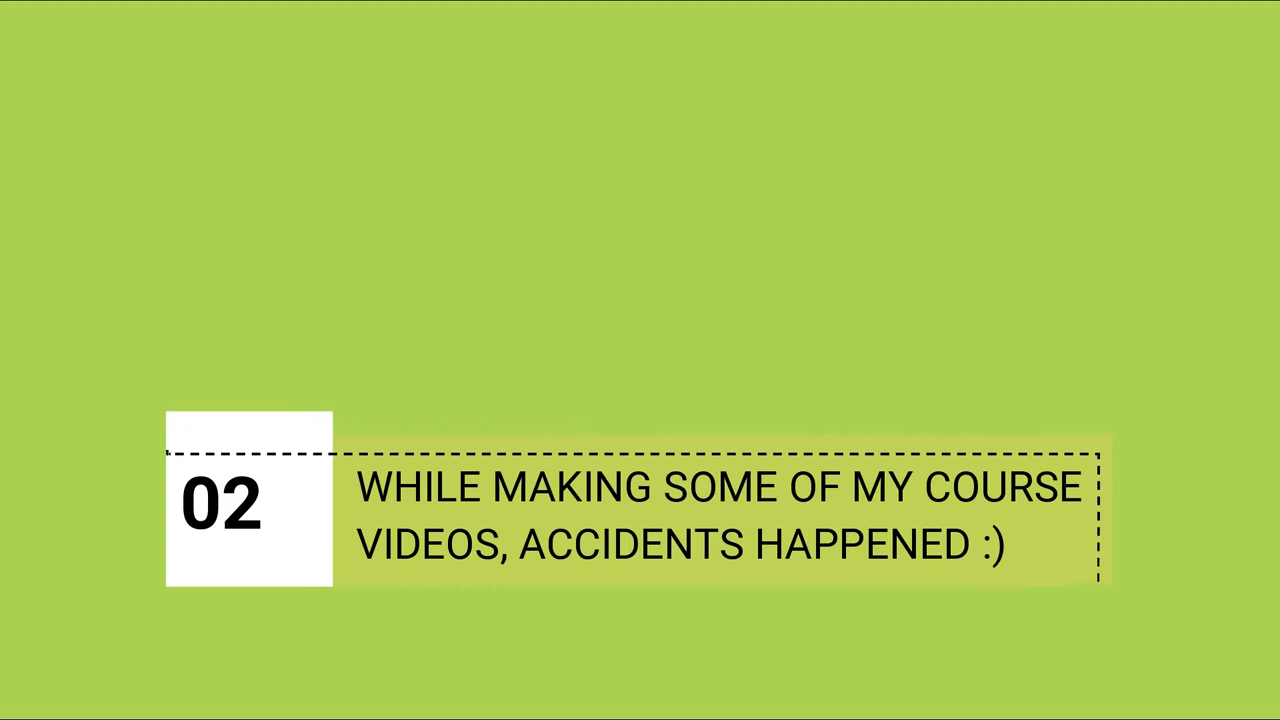 02
WHILE MAKING SOME OF MY COURSE
VIDEOS, ACCIDENTS HAPPENED :)